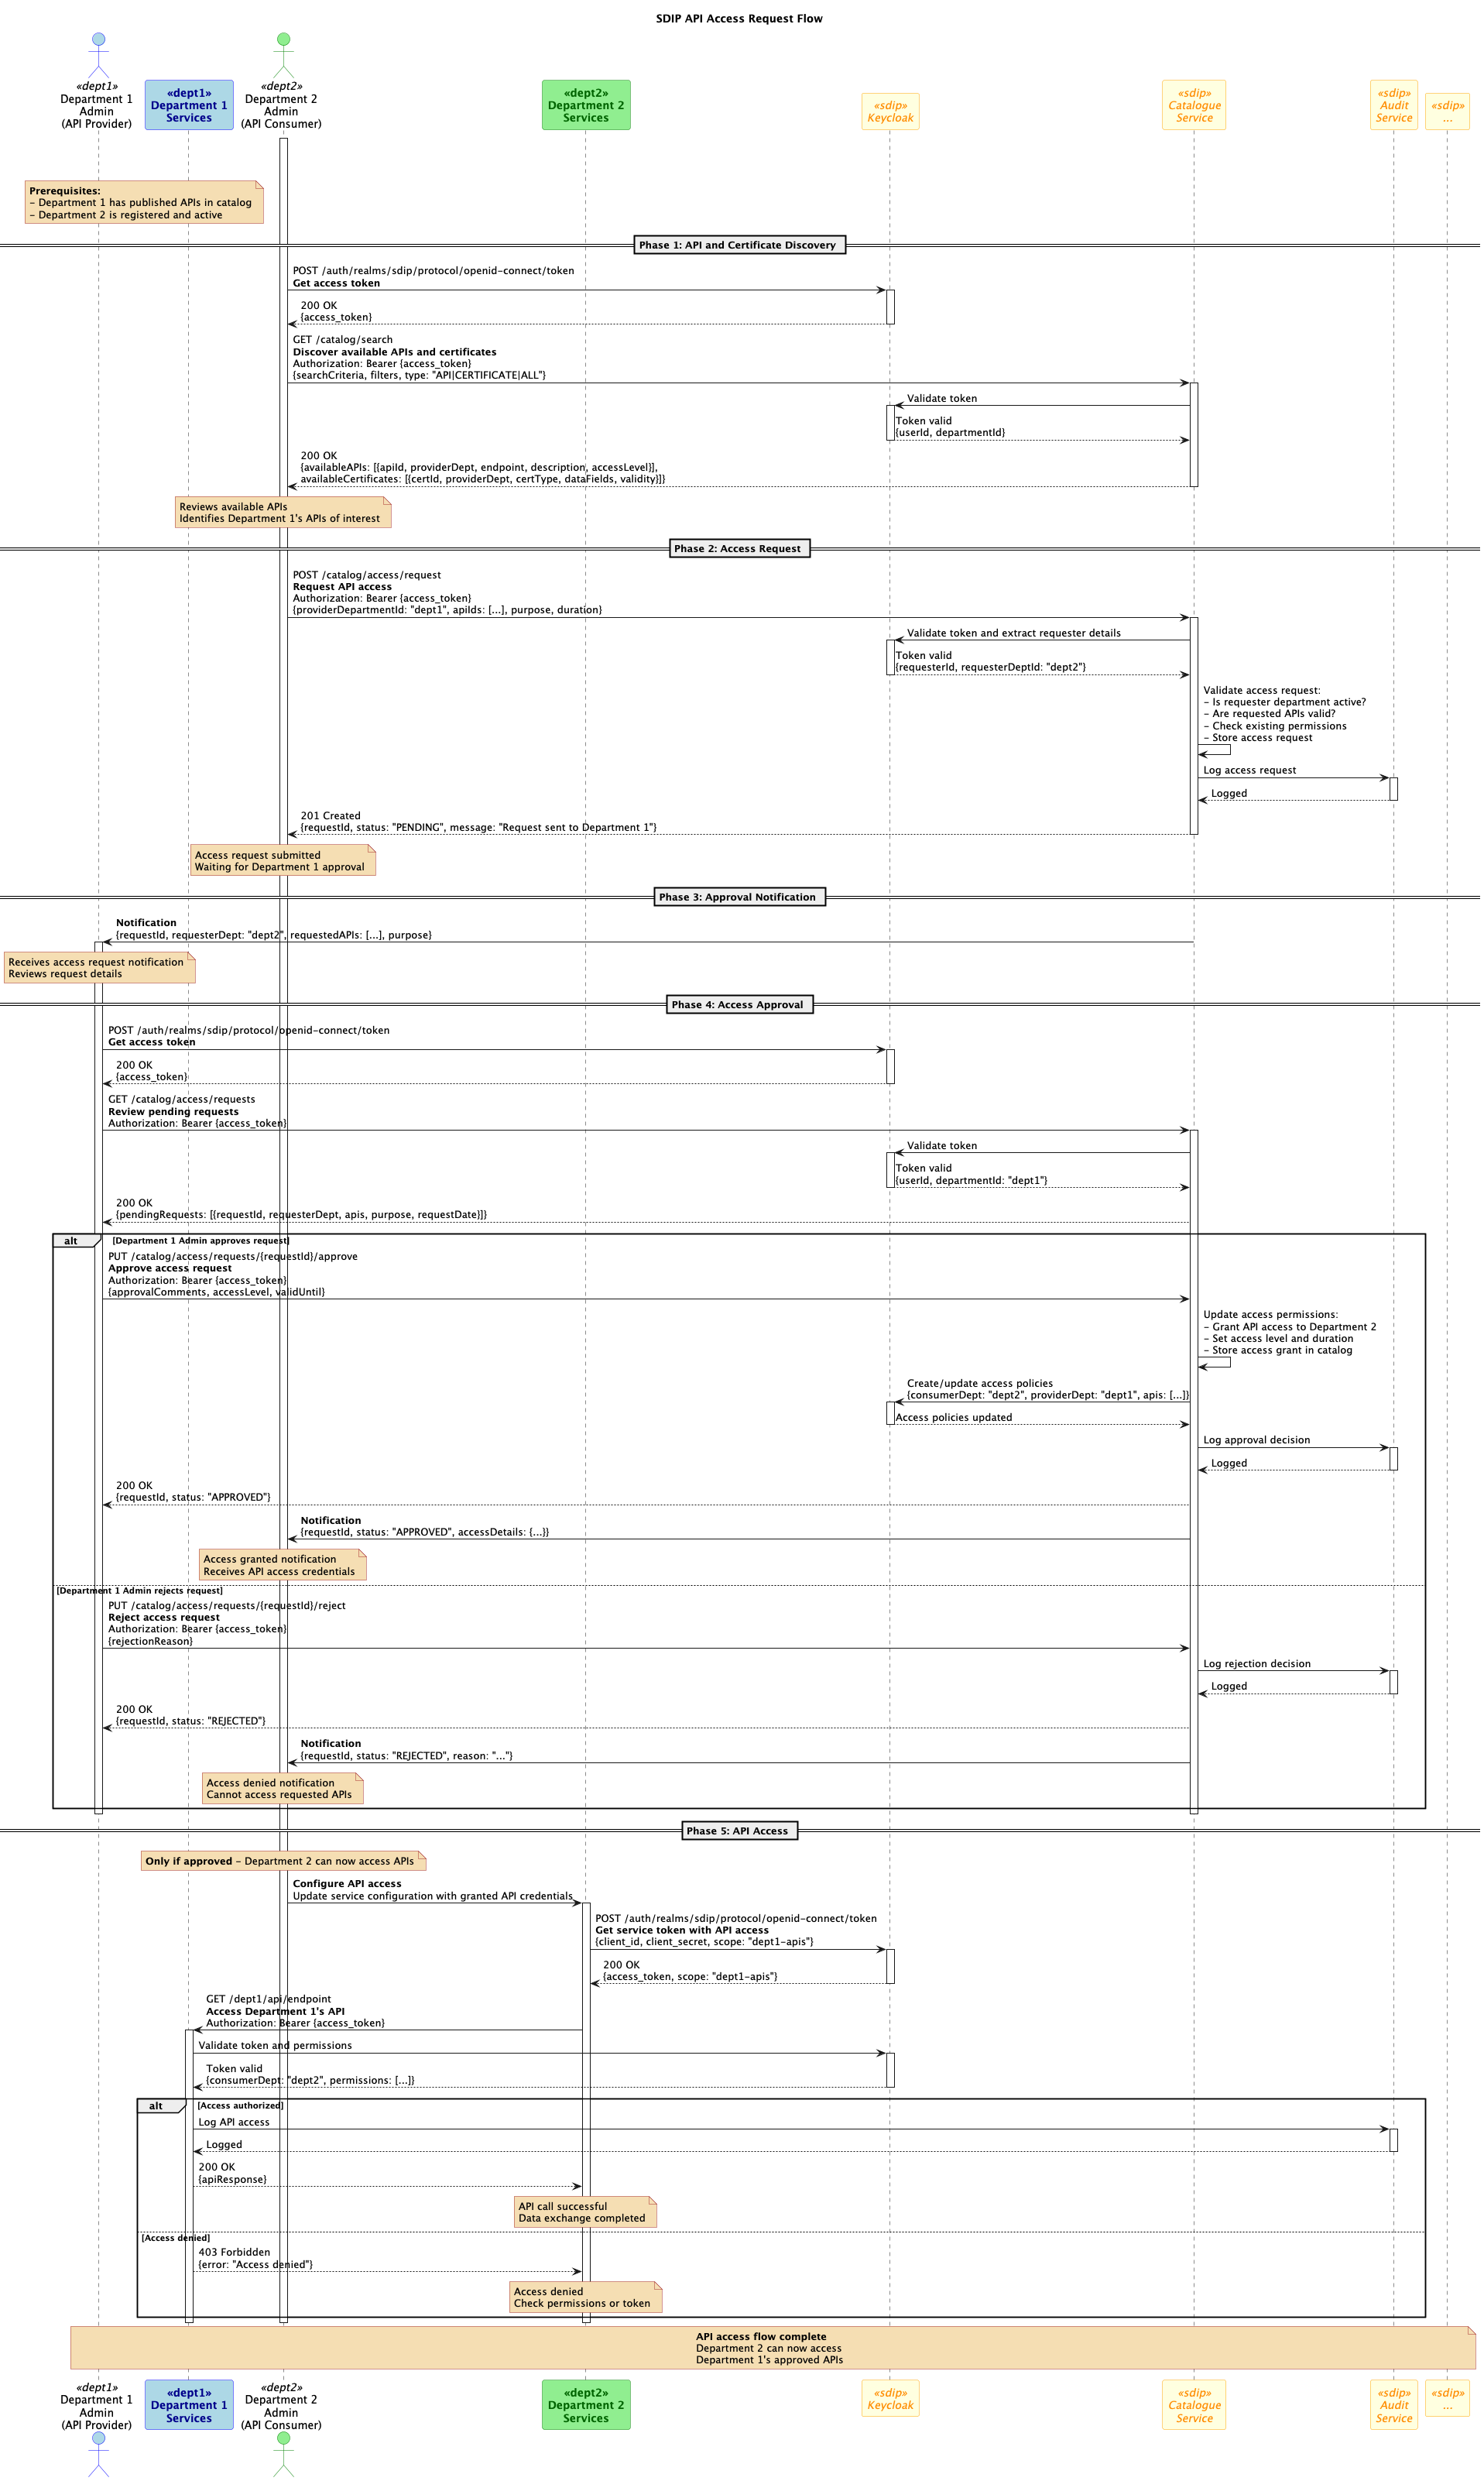 SDIP API Access Request Flow
«dept1»
Department 1
Admin
(API Provider)
«dept1»
Department 1
Services
«dept2»
Department 2
Admin
(API Consumer)
«dept2»
Department 2
Services
«sdip»
Keycloak
«sdip»
Catalogue
Service
«sdip»
Audit
Service
«sdip»
...
Prerequisites:
- Department 1 has published APIs in catalog
- Department 2 is registered and active
Phase 1: API and Certificate Discovery
POST /auth/realms/sdip/protocol/openid-connect/token
Get access token
200 OK
{access_token}
GET /catalog/search
Discover available APIs and certificates
Authorization: Bearer {access_token}
{searchCriteria, filters, type: "API|CERTIFICATE|ALL"}
Validate token
Token valid
{userId, departmentId}
200 OK
{availableAPIs: [{apiId, providerDept, endpoint, description, accessLevel}],
availableCertificates: [{certId, providerDept, certType, dataFields, validity}]}
Reviews available APIs
Identifies Department 1's APIs of interest
Phase 2: Access Request
POST /catalog/access/request
Request API access
Authorization: Bearer {access_token}
{providerDepartmentId: "dept1", apiIds: [...], purpose, duration}
Validate token and extract requester details
Token valid
{requesterId, requesterDeptId: "dept2"}
Validate access request:
- Is requester department active?
- Are requested APIs valid?
- Check existing permissions
- Store access request
Log access request
Logged
201 Created
{requestId, status: "PENDING", message: "Request sent to Department 1"}
Access request submitted
Waiting for Department 1 approval
Phase 3: Approval Notification
Notification
{requestId, requesterDept: "dept2", requestedAPIs: [...], purpose}
Receives access request notification
Reviews request details
Phase 4: Access Approval
POST /auth/realms/sdip/protocol/openid-connect/token
Get access token
200 OK
{access_token}
GET /catalog/access/requests
Review pending requests
Authorization: Bearer {access_token}
Validate token
Token valid
{userId, departmentId: "dept1"}
200 OK
{pendingRequests: [{requestId, requesterDept, apis, purpose, requestDate}]}
alt [Department 1 Admin approves request]
PUT /catalog/access/requests/{requestId}/approve
Approve access request
Authorization: Bearer {access_token}
{approvalComments, accessLevel, validUntil}
Update access permissions:
- Grant API access to Department 2
- Set access level and duration
- Store access grant in catalog
Create/update access policies
{consumerDept: "dept2", providerDept: "dept1", apis: [...]}
Access policies updated
Log approval decision
Logged
200 OK
{requestId, status: "APPROVED"}
Notification
{requestId, status: "APPROVED", accessDetails: {...}}
Access granted notification
Receives API access credentials
[Department 1 Admin rejects request]
PUT /catalog/access/requests/{requestId}/reject
Reject access request
Authorization: Bearer {access_token}
{rejectionReason}
Log rejection decision
Logged
200 OK
{requestId, status: "REJECTED"}
Notification
{requestId, status: "REJECTED", reason: "..."}
Access denied notification
Cannot access requested APIs
Phase 5: API Access
Only if approved - Department 2 can now access APIs
Configure API access
Update service configuration with granted API credentials
POST /auth/realms/sdip/protocol/openid-connect/token
Get service token with API access
{client_id, client_secret, scope: "dept1-apis"}
200 OK
{access_token, scope: "dept1-apis"}
GET /dept1/api/endpoint
Access Department 1's API
Authorization: Bearer {access_token}
Validate token and permissions
Token valid
{consumerDept: "dept2", permissions: [...]}
alt [Access authorized]
Log API access
Logged
200 OK
{apiResponse}
API call successful
Data exchange completed
[Access denied]
403 Forbidden
{error: "Access denied"}
Access denied
Check permissions or token
API access flow complete
Department 2 can now access
Department 1's approved APIs
«dept1»
Department 1
Admin
(API Provider)
«dept1»
Department 1
Services
«dept2»
Department 2
Admin
(API Consumer)
«dept2»
Department 2
Services
«sdip»
Keycloak
«sdip»
Catalogue
Service
«sdip»
Audit
Service
«sdip»
...